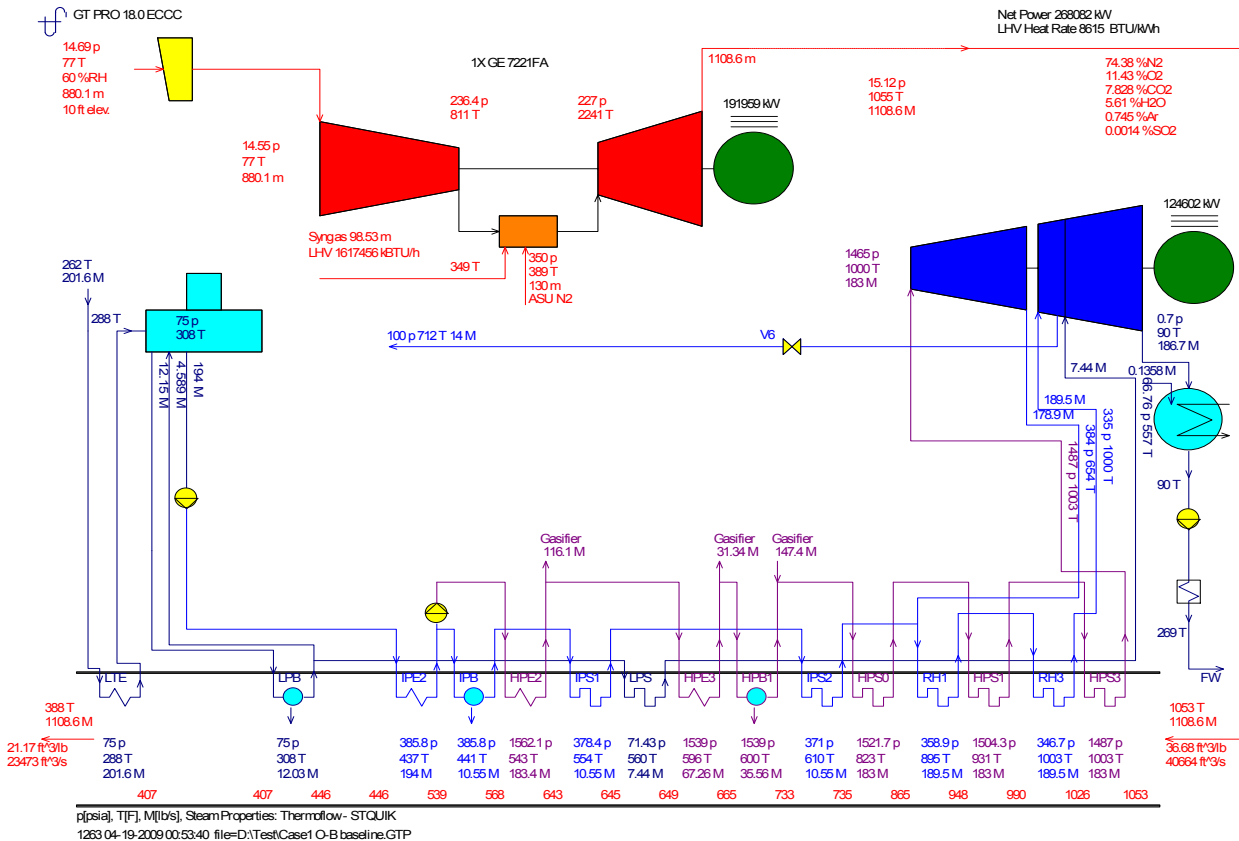 GT PRO 18.0 ECCC
Net Power 268082 kW
LHV Heat Rate 8615 BTU/kWh
14.69 p
77 T
60 %RH
880.1 m
10 ft elev.
1X GE 7221FA
1108.6 m
74.38 %N2
11.43 %O2
7.828 %CO2
5.61 %H2O
0.745 %Ar
0.0014 %SO2
15.12 p
1055 T
1108.6 M
236.4 p
811 T
227 p
2241 T
191959 kW
14.55 p
77 T
880.1 m
124602 kW
Syngas 98.53 m
LHV 1617456 kBTU/h
349 T
350 p
389 T
130 m
ASU N2
1465 p
1000 T
183 M
262 T
201.6 M
288 T
75 p
308 T
100 p 712 T 14 M
V6
0.7 p
90 T
186.7 M
7.44 M
0.1358 M
194 M
4.589 M
12.15 M
189.5 M
178.9 M
66.76 p 557 T
335 p 1000 T
384 p 654 T
1487 p 1003 T
90 T
Gasifier
116.1 M
Gasifier
31.34 M
Gasifier
147.4 M
269 T
FW
LTE
LPB
IPE2
IPB
HPE2
IPS1
LPS
HPE3
HPB1
IPS2
HPS0
RH1
HPS1
RH3
HPS3
388 T
1108.6 M
21.17 ft^3/lb
23473 ft^3/s
1053 T
1108.6 M
36.68 ft^3/lb
40664 ft^3/s
75 p
288 T
201.6 M
75 p
308 T
12.03 M
385.8 p
437 T
194 M
385.8 p
441 T
10.55 M
1562.1 p
543 T
183.4 M
378.4 p
554 T
10.55 M
71.43 p
560 T
7.44 M
1539 p
596 T
67.26 M
1539 p
600 T
35.56 M
371 p
610 T
10.55 M
1521.7 p
823 T
183 M
358.9 p
895 T
189.5 M
1504.3 p
931 T
183 M
346.7 p
1003 T
189.5 M
1487 p
1003 T
183 M
407 407 446 446 539 568 643 645 649 665 733 735 865 948 990 1026 1053
p[psia], T[F], M[lb/s], Steam Properties: Thermoflow - STQUIK
1263 04-19-2009 00:53:40 file=D:\Test\Case1 O-B baseline.GTP